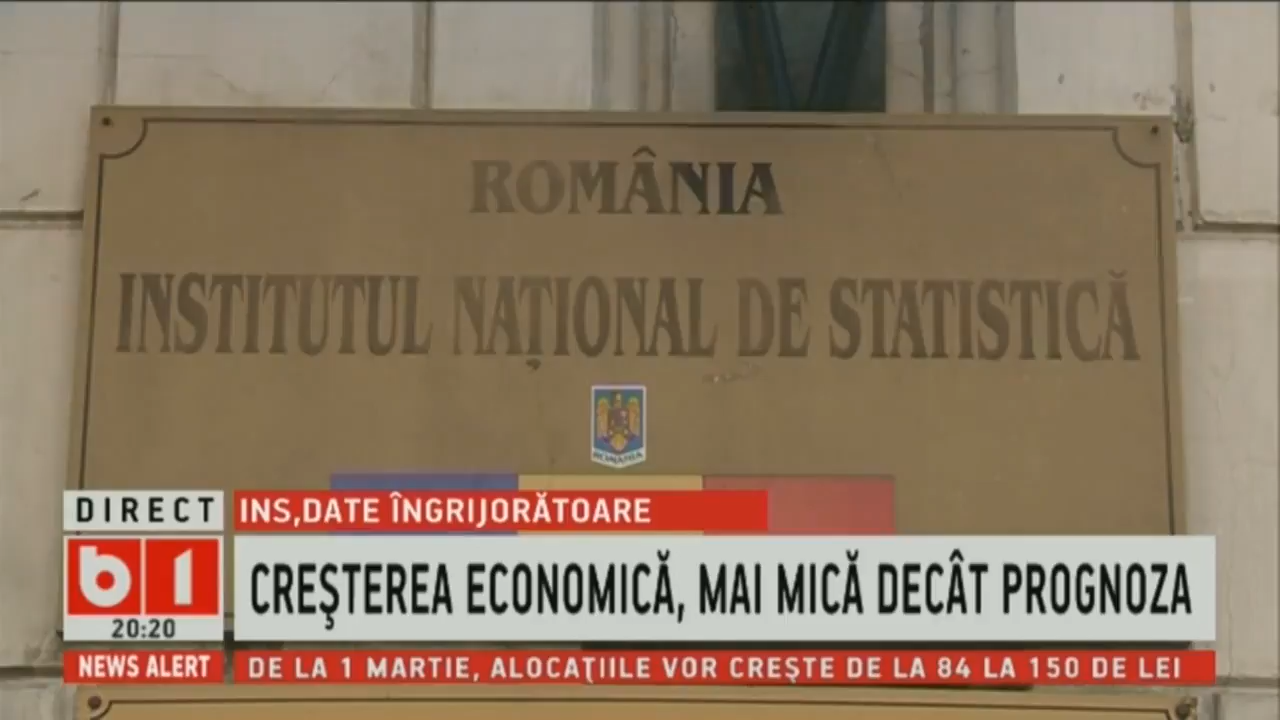 ROMÂNIA
INSTITUTUL NAȚIONAL DE STATISTICĂ
ROMANIA
DIRECT
INS,DATE ÎNGRIJORĂTOARE
b1
CREŞTEREA ECONOMICĂ, MAI MICĂ DECÂT PROGNOZA
20:20
NEWS ALERT
DE LA 1 MARTIE, ALOCAŢIILE VOR CREŞTE DE LA 84 LA 150 DE LEI